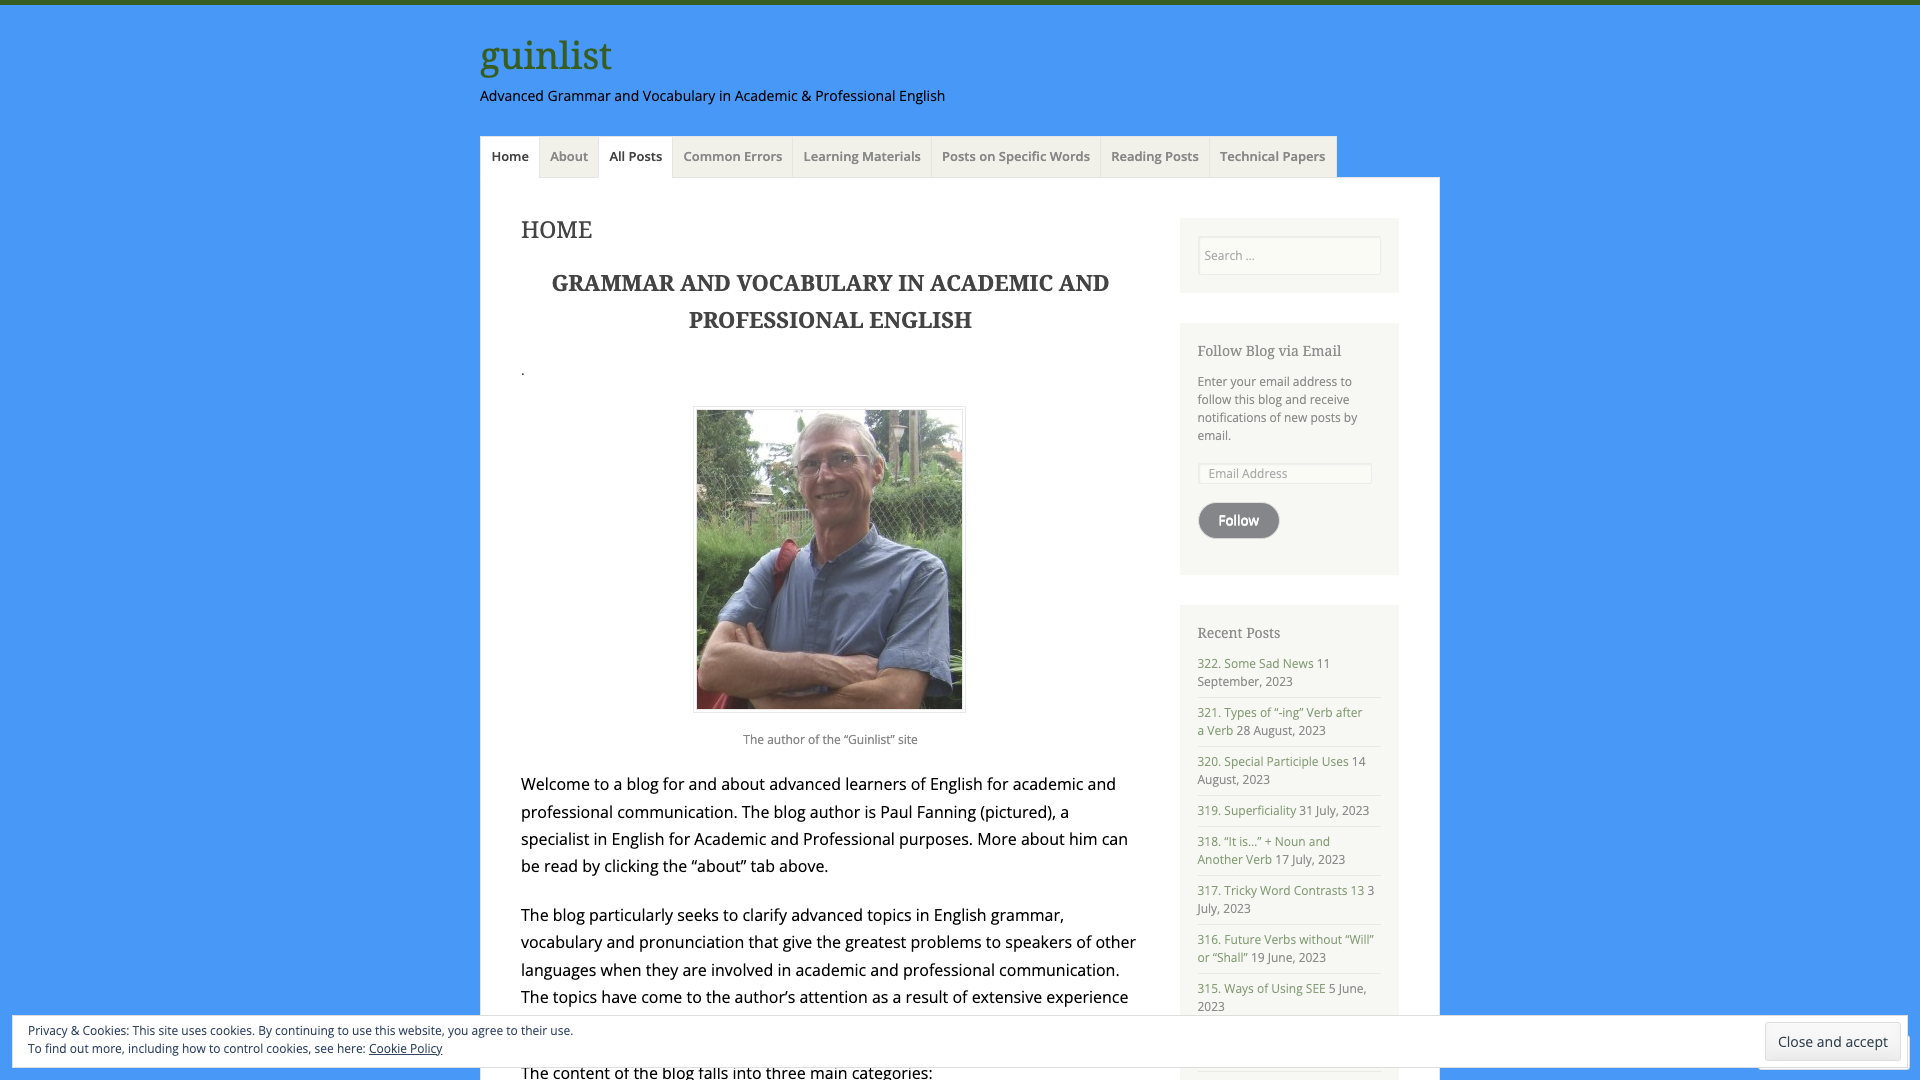 guinlist
Advanced Grammar and Vocabulary in Academic & Professional English
Home
About
All Posts
Common Errors
Learning Materials
Posts on Specific Words
Reading Posts
Technical Papers
HOME
GRAMMAR AND VOCABULARY IN ACADEMIC AND
PROFESSIONAL ENGLISH
.
The author of the “Guinlist” site
Welcome to a blog for and about advanced learners of English for academic and
professional communication. The blog author is Paul Fanning (pictured), a
specialist in English for Academic and Professional purposes. More about him can
be read by clicking the “about” tab above.
The blog particularly seeks to clarify advanced topics in English grammar,
vocabulary and pronunciation that give the greatest problems to speakers of other
languages when they are involved in academic and professional communication.
The topics have come to the author’s attention as a result of extensive experience
The content of the blog falls into three main categories:
Search …
Follow Blog via Email
Enter your email address to
follow this blog and receive
notifications of new posts by
email.
Email Address
Follow
Recent Posts
322. Some Sad News 11
September, 2023
321. Types of “-ing” Verb after
a Verb 28 August, 2023
320. Special Participle Uses 14
August, 2023
319. Superficiality 31 July, 2023
318. “It is…” + Noun and
Another Verb 17 July, 2023
317. Tricky Word Contrasts 13 3
July, 2023
316. Future Verbs without “Will”
or “Shall” 19 June, 2023
315. Ways of Using SEE 5 June,
2023
Privacy & Cookies: This site uses cookies. By continuing to use this website, you agree to their use.
To find out more, including how to control cookies, see here: Cookie Policy
Close and accept